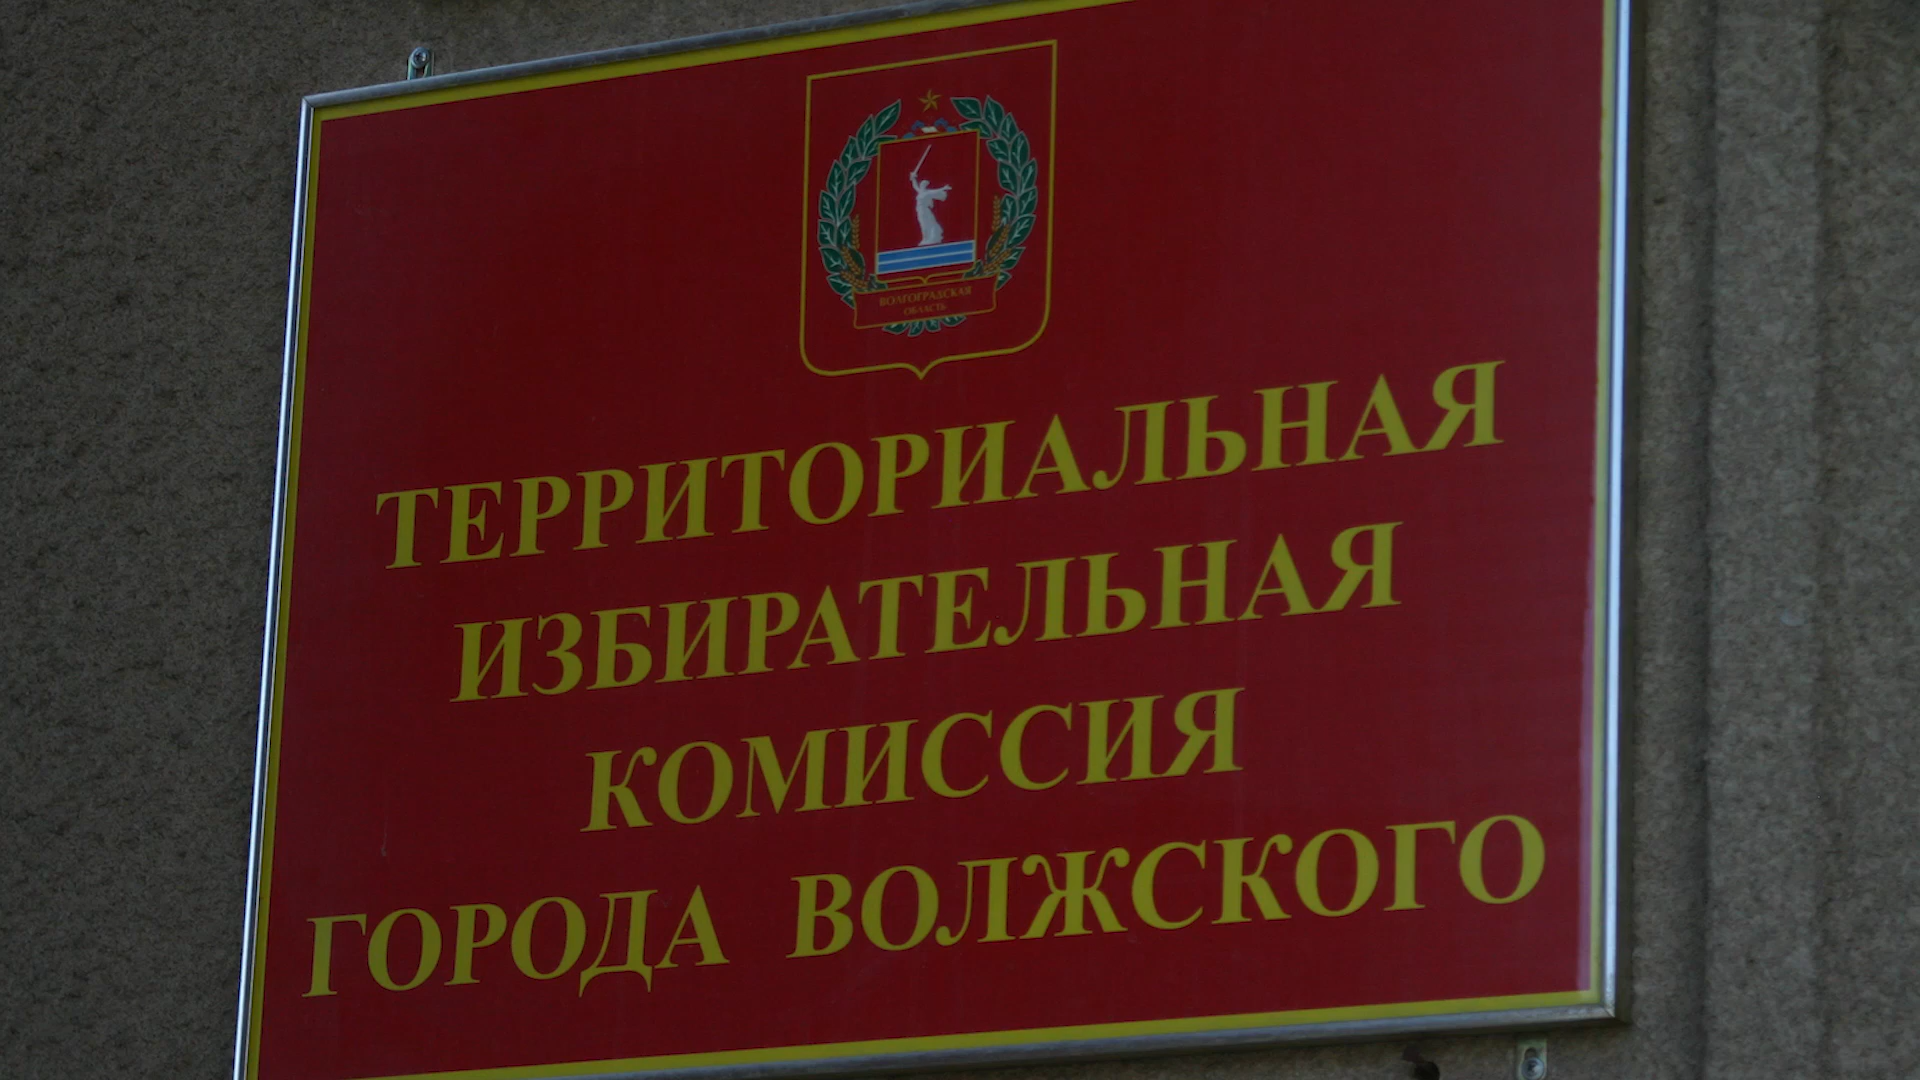 ВОЛГОГРАДСКАЯ
ОБЛАСТЬ
ТЕРРИТОРИАЛЬНАЯ
ИЗБИРАТЕЛЬНАЯ
КОМИССИЯ
ГОРОДА ВОЛЖСКОГО